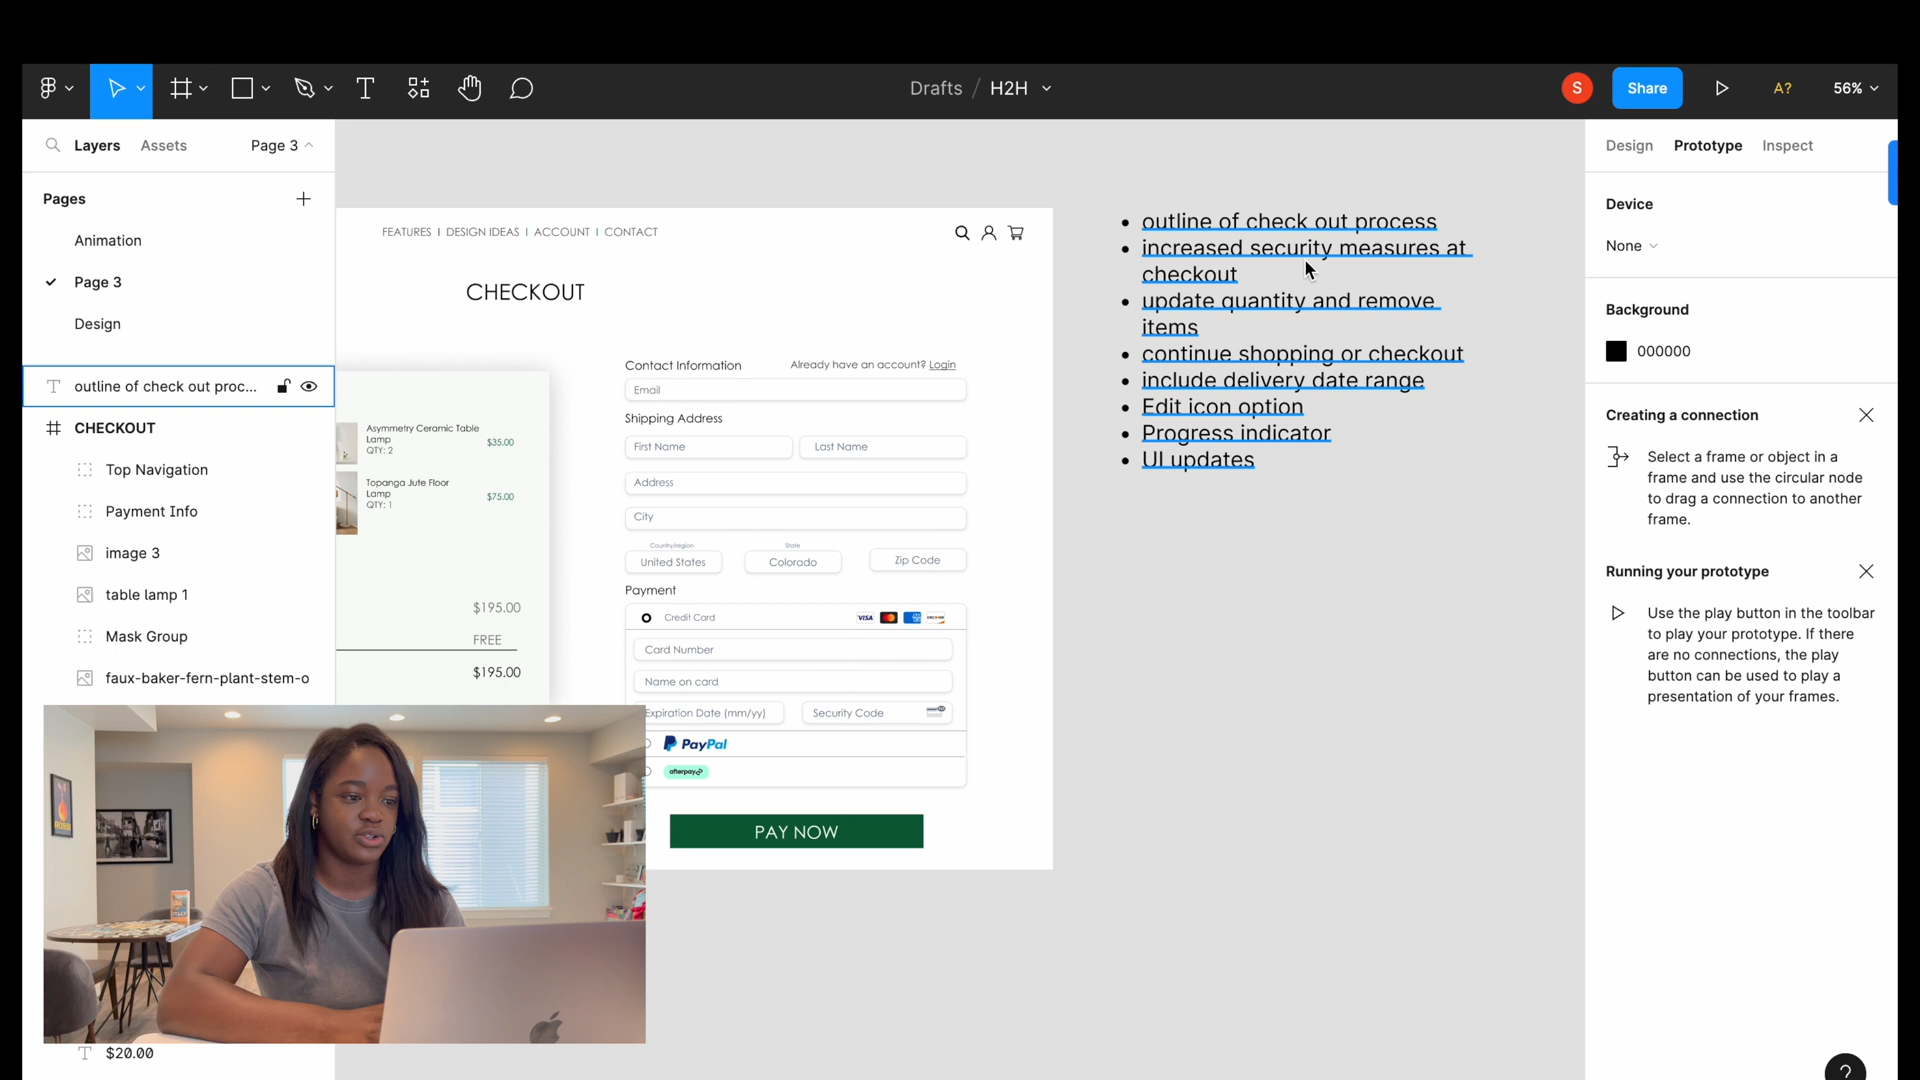 Drafts / H2H
S
Share
A?
56%
Layers
Assets
Page 3
Pages
Animation
Page 3
Design
outline of check out proc...
CHECKOUT
Top Navigation
Payment Info
image 3
table lamp 1
Mask Group
faux-baker-fern-plant-stem-o
$20.00
FEATURES | DESIGN IDEAS | ACCOUNT | CONTACT
CHECKOUT
Asymmetry Ceramic Table
Lamp
QTY: 2
$35.00
Topanga Jute Floor
Lamp
QTY: 1
$75.00
$195.00
FREE
$195.00
Contact Information
Already have an account? Login
Email
Shipping Address
First Name
Last Name
Address
City
Country/region
State
United States
Colorado
Zip Code
Payment
Credit Card
VISA
Card Number
Name on card
Expiration Date (mm/yy)
Security Code
PayPal
afterpay
PAY NOW
• outline of check out process
• increased security measures at
checkout
• update quantity and remove
items
• continue shopping or checkout
• include delivery date range
• Edit icon option
• Progress indicator
• UI updates
Design
Prototype
Inspect
Device
None
Background
000000
Creating a connection
Select a frame or object in a
frame and use the circular node
to drag a connection to another
frame.
Running your prototype
Use the play button in the toolbar
to play your prototype. If there
are no connections, the play
button can be used to play a
presentation of your frames.
?